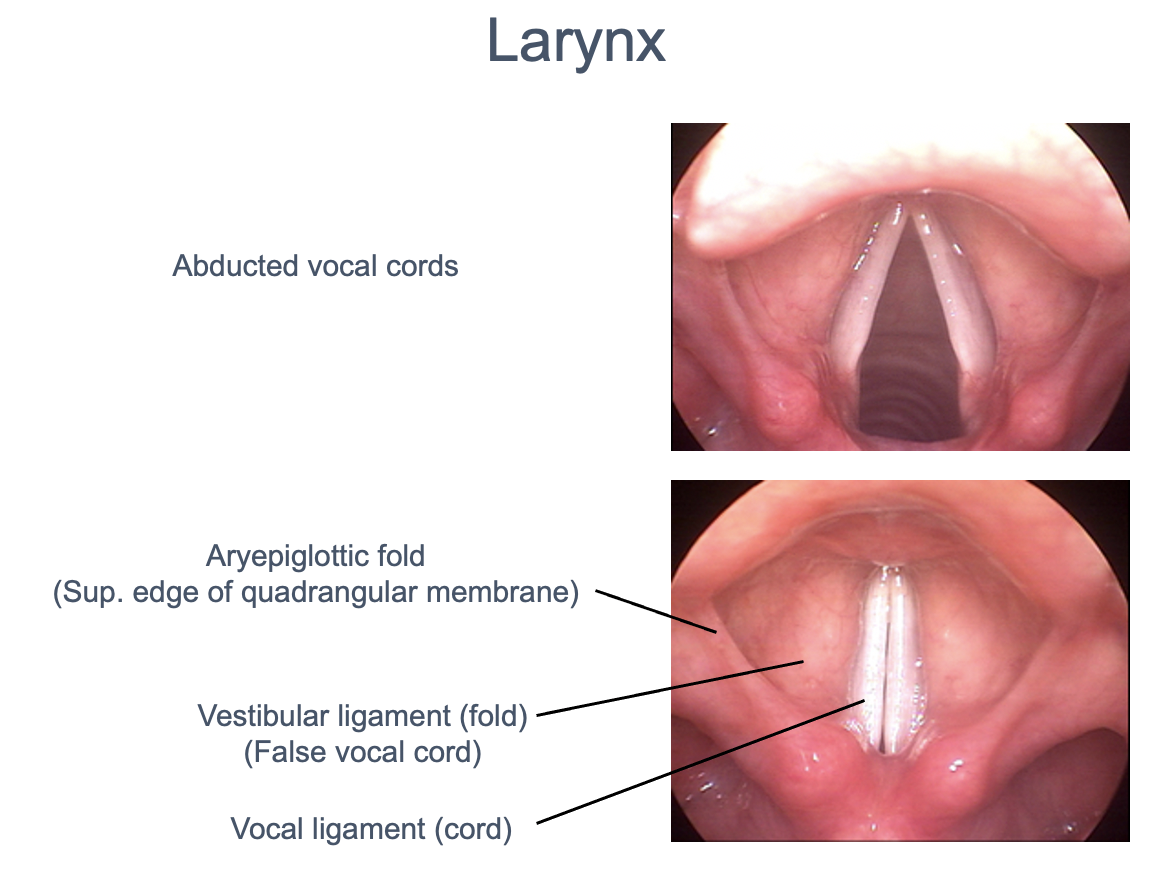 Larynx
Abducted vocal cords
Aryepiglottic fold
(Sup. edge of quadrangular membrane)
Vestibular ligament (fold)
(False vocal cord)
Vocal ligament (cord)